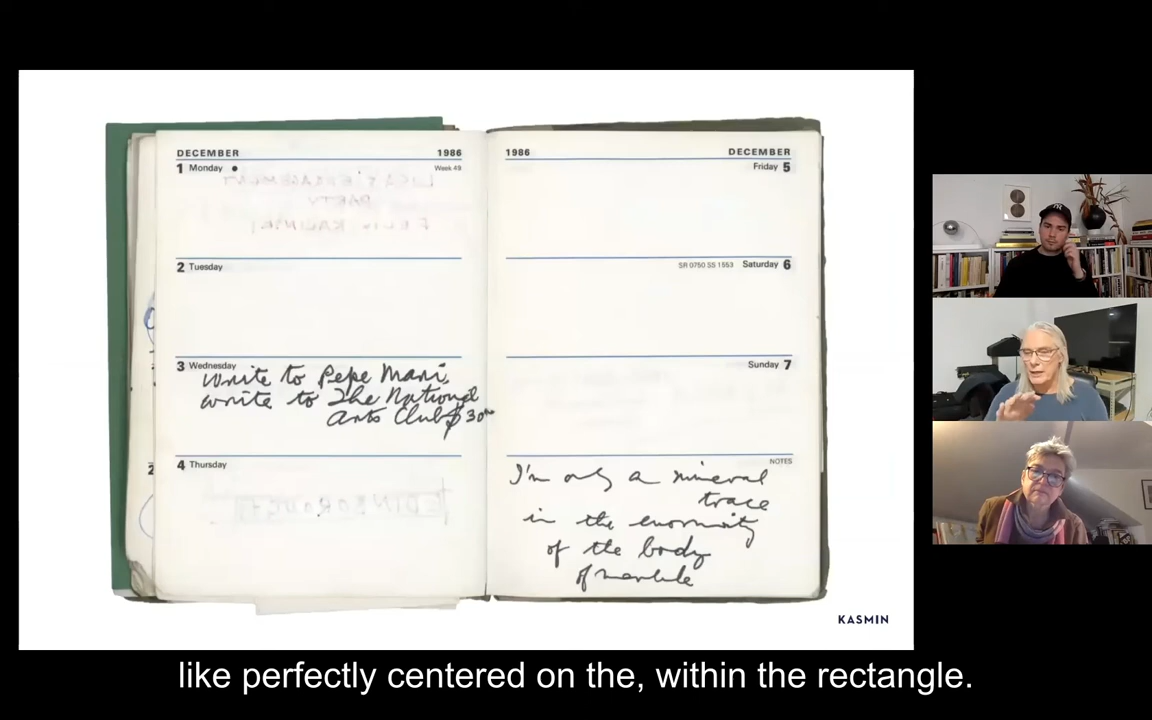 DECEMBER 1986
1 Monday Week 49
2 Tuesday
3 Wednesday
write to Pepe Mani,
write to The National
Arts Club $30
4 Thursday
1986 DECEMBER
Friday 5
SR 0750 SS 1553 Saturday 6
Sunday 7
NOTES
I'm only a mineral
trace
in the enormity
of the body
of marble
KASMIN
like perfectly centered on the, within the rectangle.